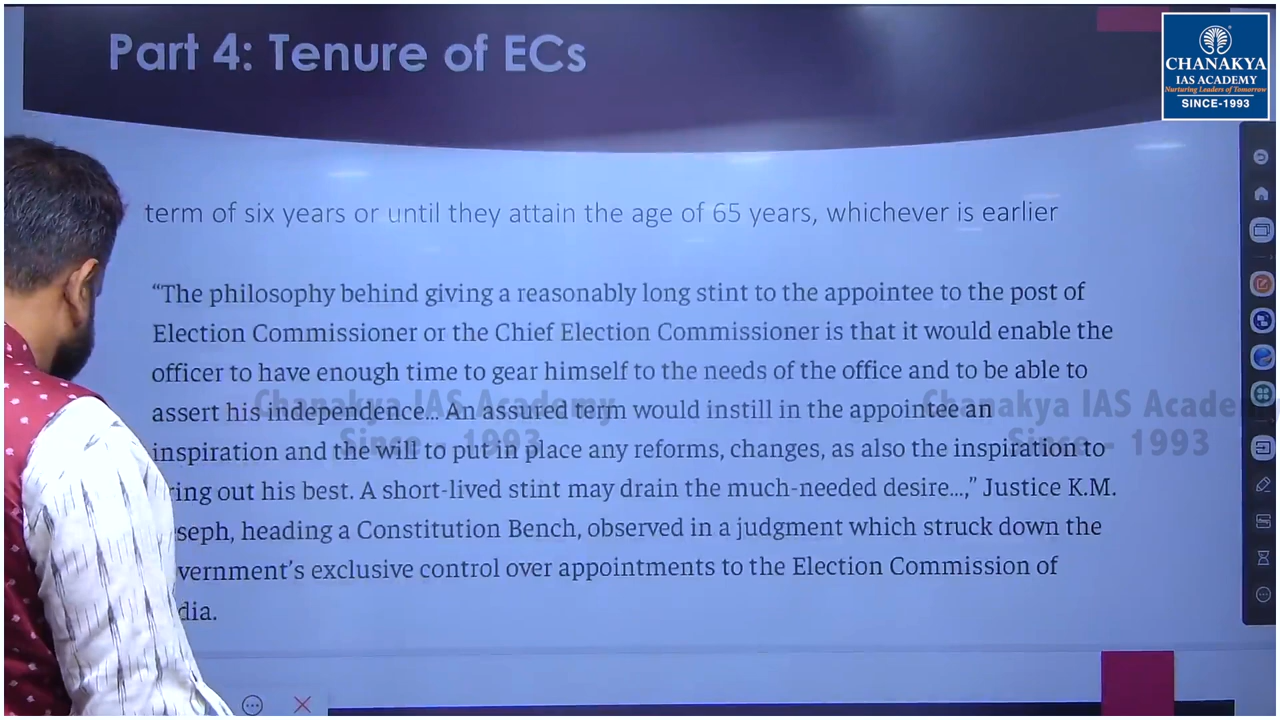 Part 4: Tenure of ECs
CHANAKYA
IAS ACADEMY
Nurturing Leaders of Tomorrow
SINCE-1993
term of six years or until they attain the age of 65 years, whichever is earlier
“The philosophy behind giving a reasonably long stint to the appointee to the post of
Election Commissioner or the Chief Election Commissioner is that it would enable the
officer to have enough time to gear himself to the needs of the office and to be able to
assert his independence... An assured term would instill in the appointee an
inspiration and the will to put in place any reforms, changes, as also the inspiration to
ring out his best. A short-lived stint may drain the much-needed desire...,” Justice K.M.
seph, heading a Constitution Bench, observed in a judgment which struck down the
vernment’s exclusive control over appointments to the Election Commission of
dia.
Chanakya IAS Academy
Since - 1993
Chanakya IAS Acade
Since - 1993